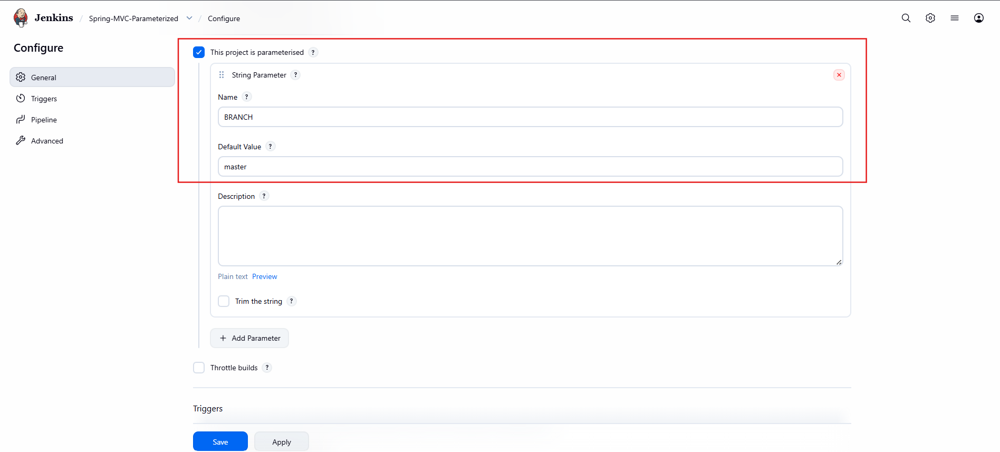 Jenkins / Spring-MVC-Parameterized / Configure
Configure
General
Triggers
Pipeline
Advanced
This project is parameterised ?
String Parameter ?
Name ?
BRANCH
Default Value ?
master
Description ?
Plain text Preview
Trim the string ?
+ Add Parameter
Throttle builds ?
Triggers
Save Apply